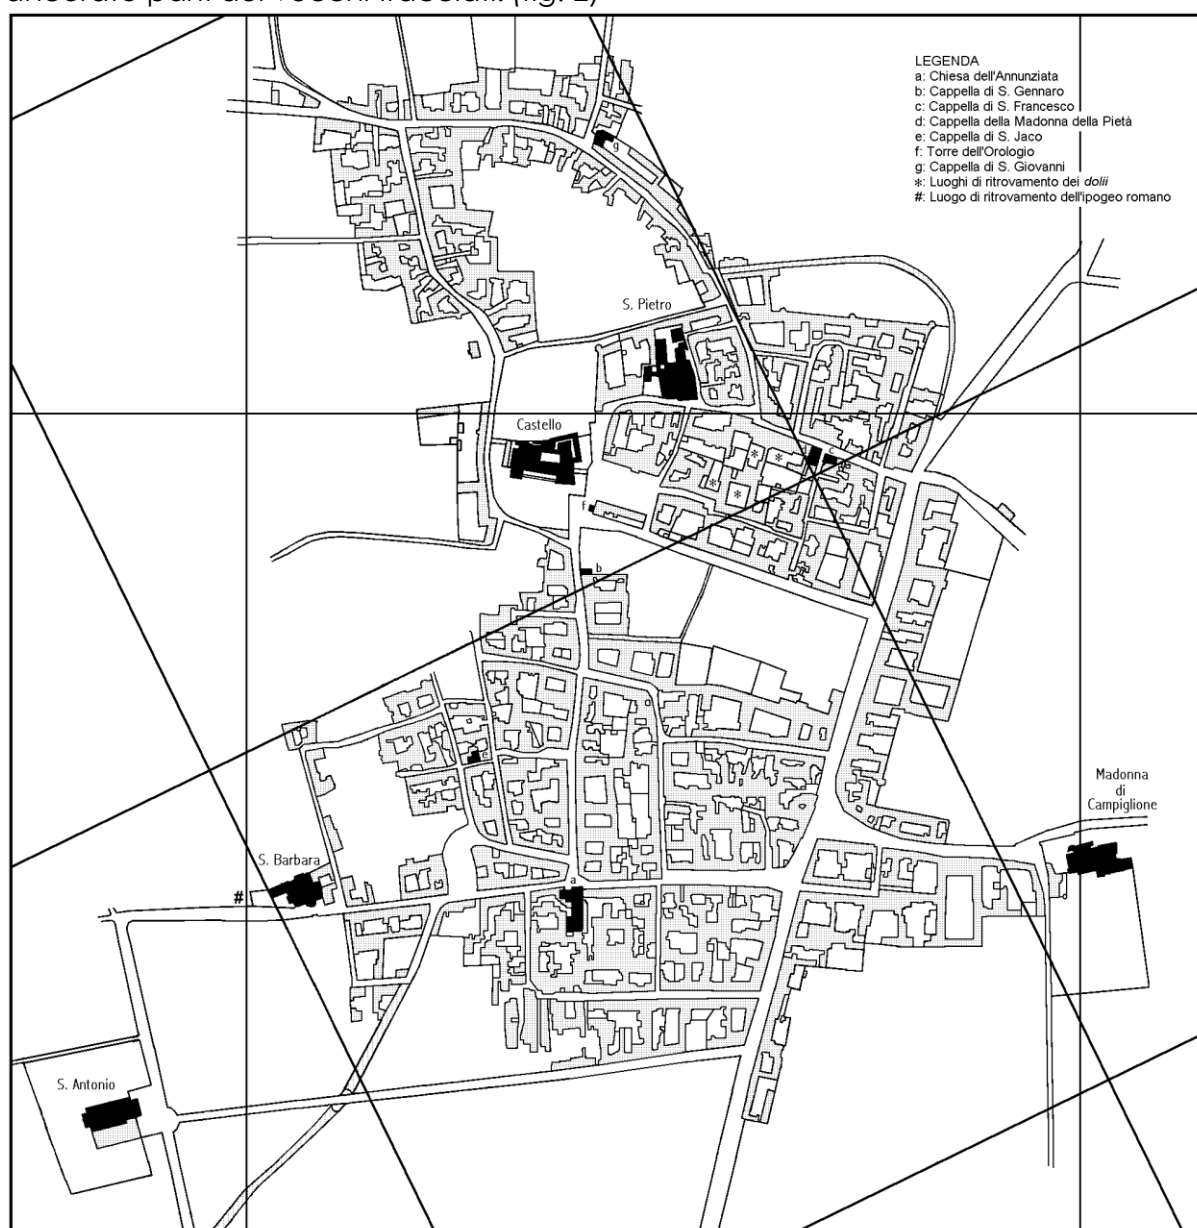 LEGENDA
a: Chiesa dell'Annunziata
b: Cappella di S. Gennaro
c: Cappella di S. Francesco
d: Cappella della Madonna della Pietà
e: Cappella di S. Jaco
f: Torre dell'Orologio
g: Cappella di S. Giovanni
*: Luoghi di ritrovamento dei dolii
#: Luogo di ritrovamento dell'ipogeo romano
g
S. Pietro
Castello
c
* *
* *
f
b
e
Madonna
di
Campiglione
S. Barbara
a
#
S. Antonio